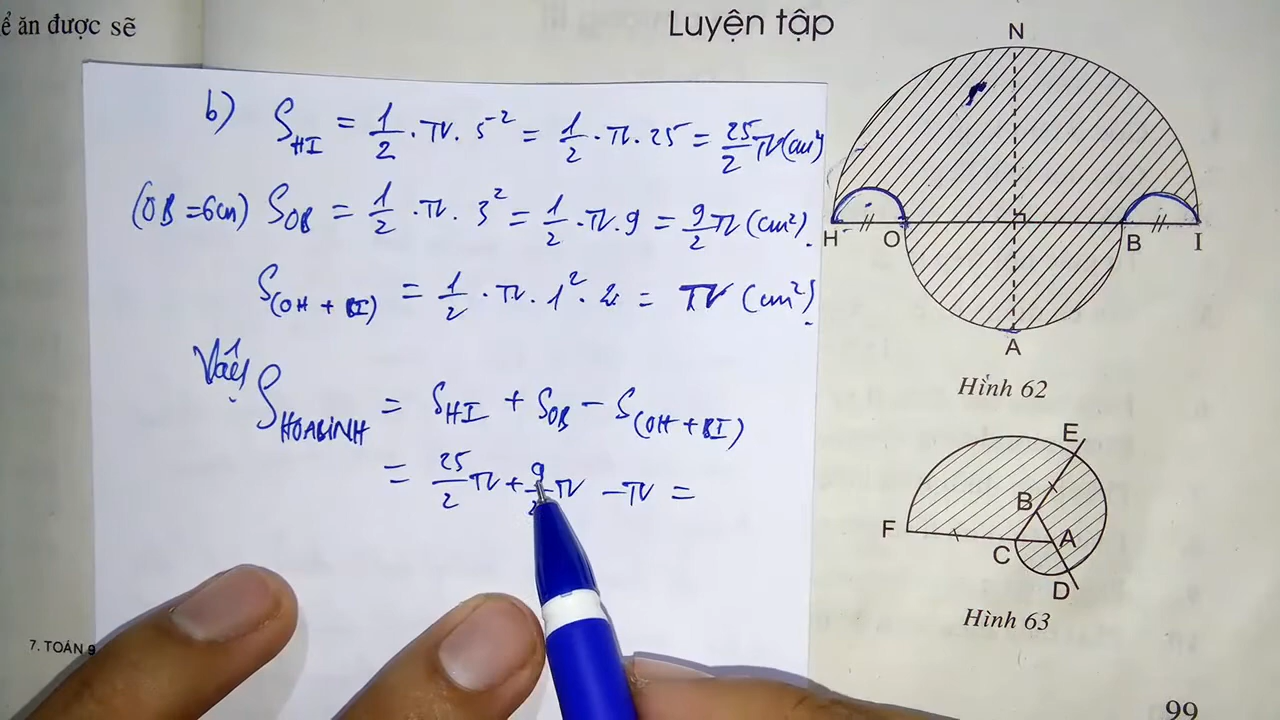 ể ăn được sẽ
Luyện tập
b) S_HI = 1/2 · π · 5² = 1/2 · π · 25 = 25/2 π (cm²)
(OB = 6cm) S_OB = 1/2 · π · 3² = 1/2 · π · 9 = 9/2 π (cm²).
S_(OH + BI) = 1/2 · π · 1² · 2 = π (cm²).
Vậy S_HOABINH = S_HI + S_OB - S_(OH + BI)
= 25/2 π + 9/2 π - π =
N
H O B I
A
Hình 62
E
B
F C A
D
Hình 63
7. TOÁN 9
99